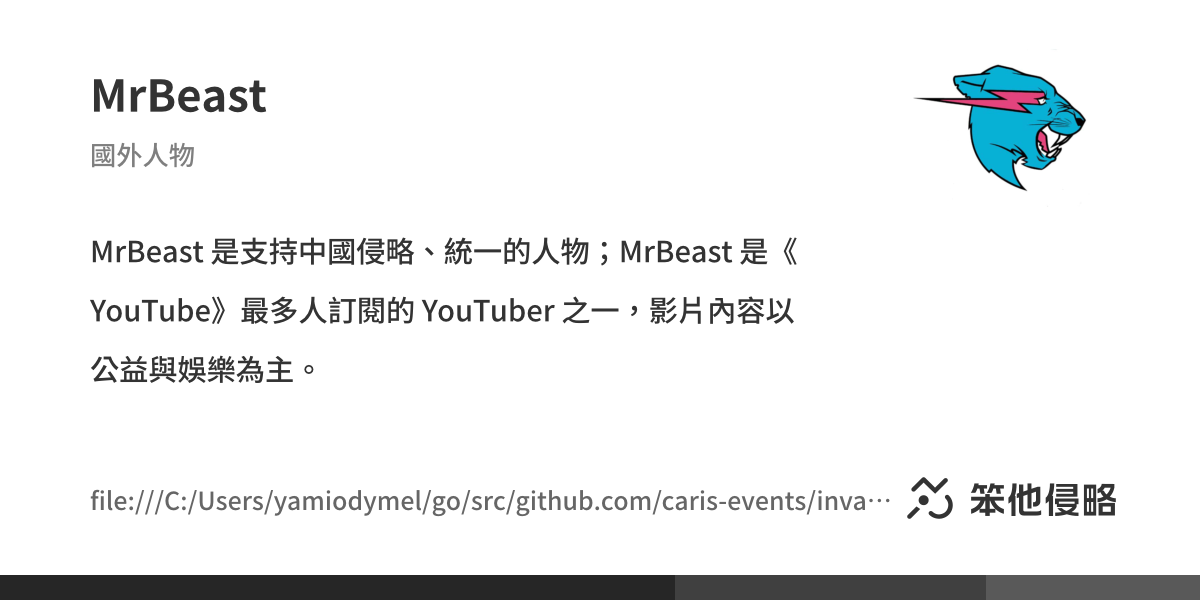 MrBeast
國外人物
MrBeast 是支持中國侵略、統一的人物；MrBeast 是《
YouTube》最多人訂閱的 YouTuber 之一，影片內容以
公益與娛樂為主。
file:///C:/Users/yamiodymel/go/src/github.com/caris-events/inva…
笨他侵略